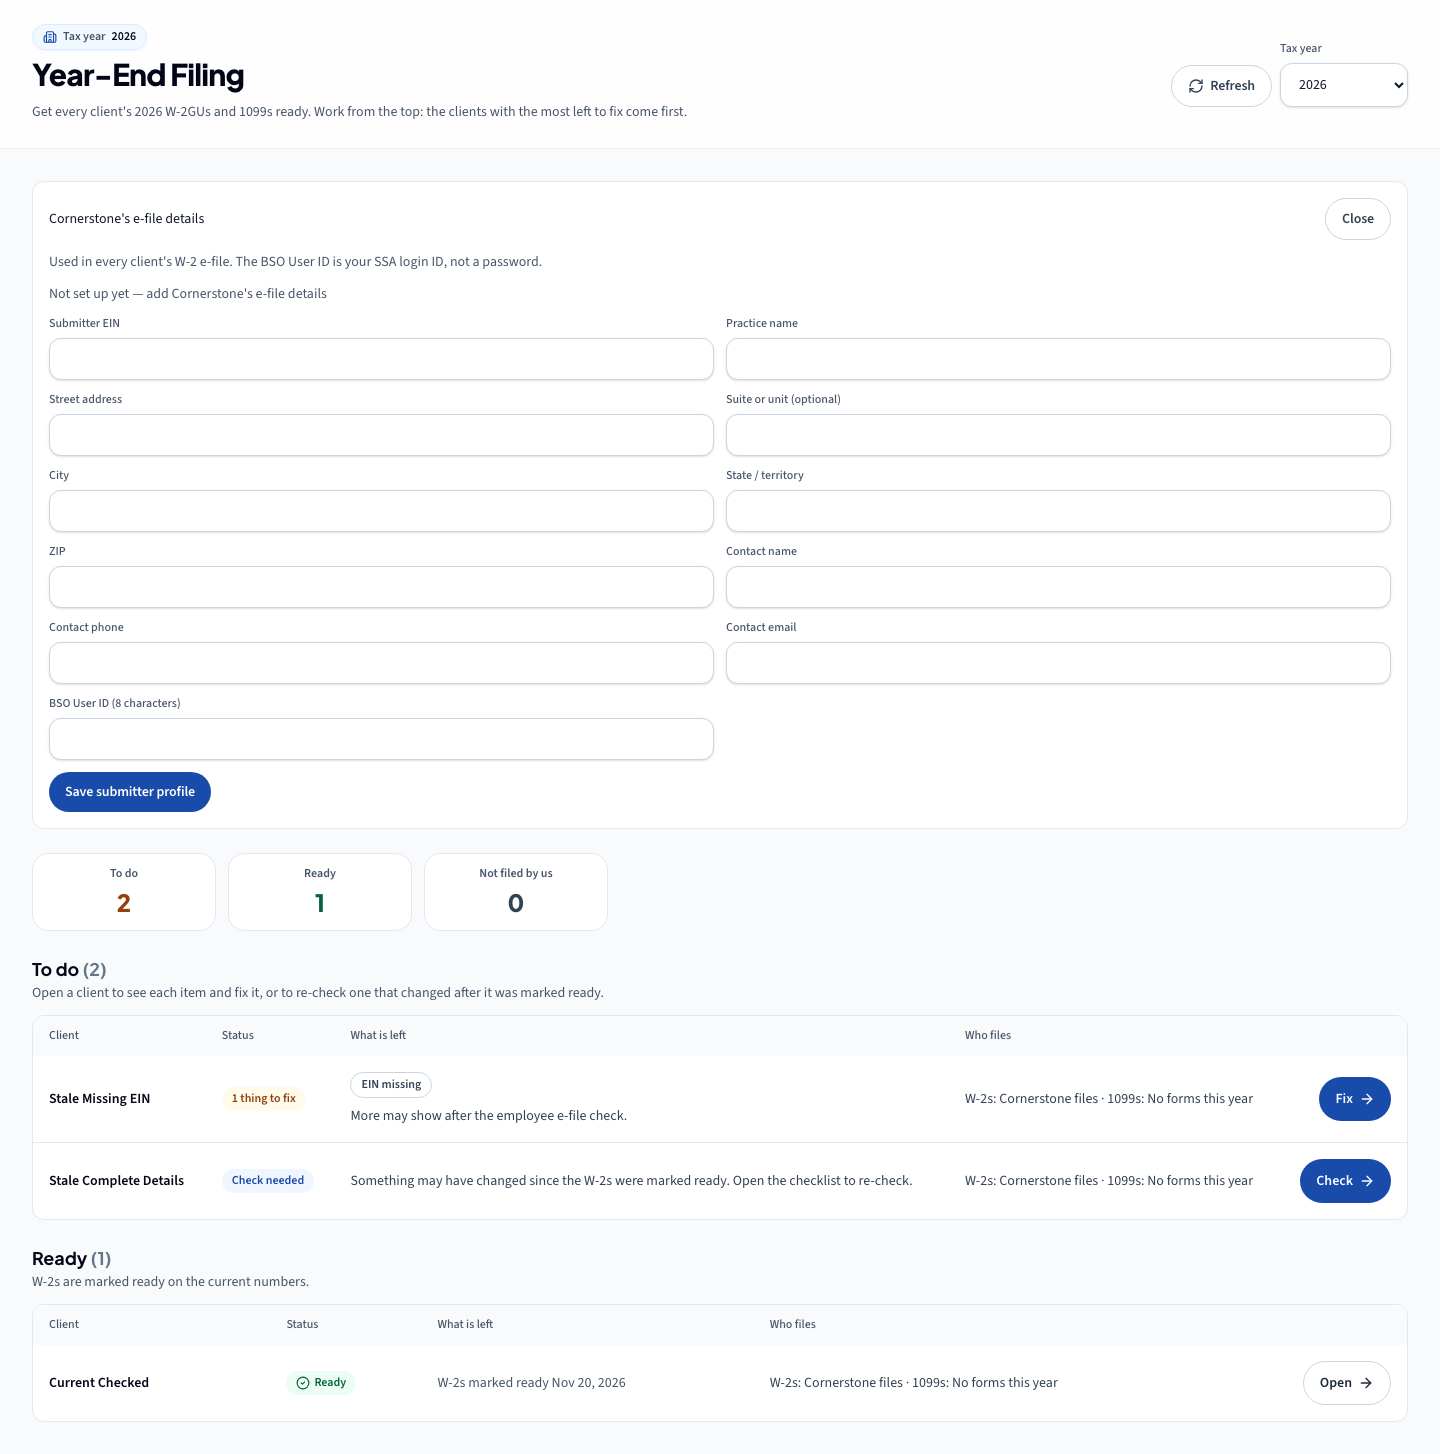 Tax year 2026
Year-End Filing
Get every client's 2026 W-2GUs and 1099s ready. Work from the top: the clients with the most left to fix come first.
Refresh
Tax year
2026
Cornerstone's e-file details
Close
Used in every client's W-2 e-file. The BSO User ID is your SSA login ID, not a password.
Not set up yet — add Cornerstone's e-file details
Submitter EIN
Practice name
Street address
Suite or unit (optional)
City
State / territory
ZIP
Contact name
Contact phone
Contact email
BSO User ID (8 characters)
Save submitter profile
To do
2
Ready
1
Not filed by us
0
To do (2)
Open a client to see each item and fix it, or to re-check one that changed after it was marked ready.
Client Status What is left Who files
Stale Missing EIN
1 thing to fix
EIN missing
More may show after the employee e-file check.
W-2s: Cornerstone files · 1099s: No forms this year
Fix
Stale Complete Details
Check needed
Something may have changed since the W-2s were marked ready. Open the checklist to re-check.
W-2s: Cornerstone files · 1099s: No forms this year
Check
Ready (1)
W-2s are marked ready on the current numbers.
Client Status What is left Who files
Current Checked
Ready
W-2s marked ready Nov 20, 2026
W-2s: Cornerstone files · 1099s: No forms this year
Open